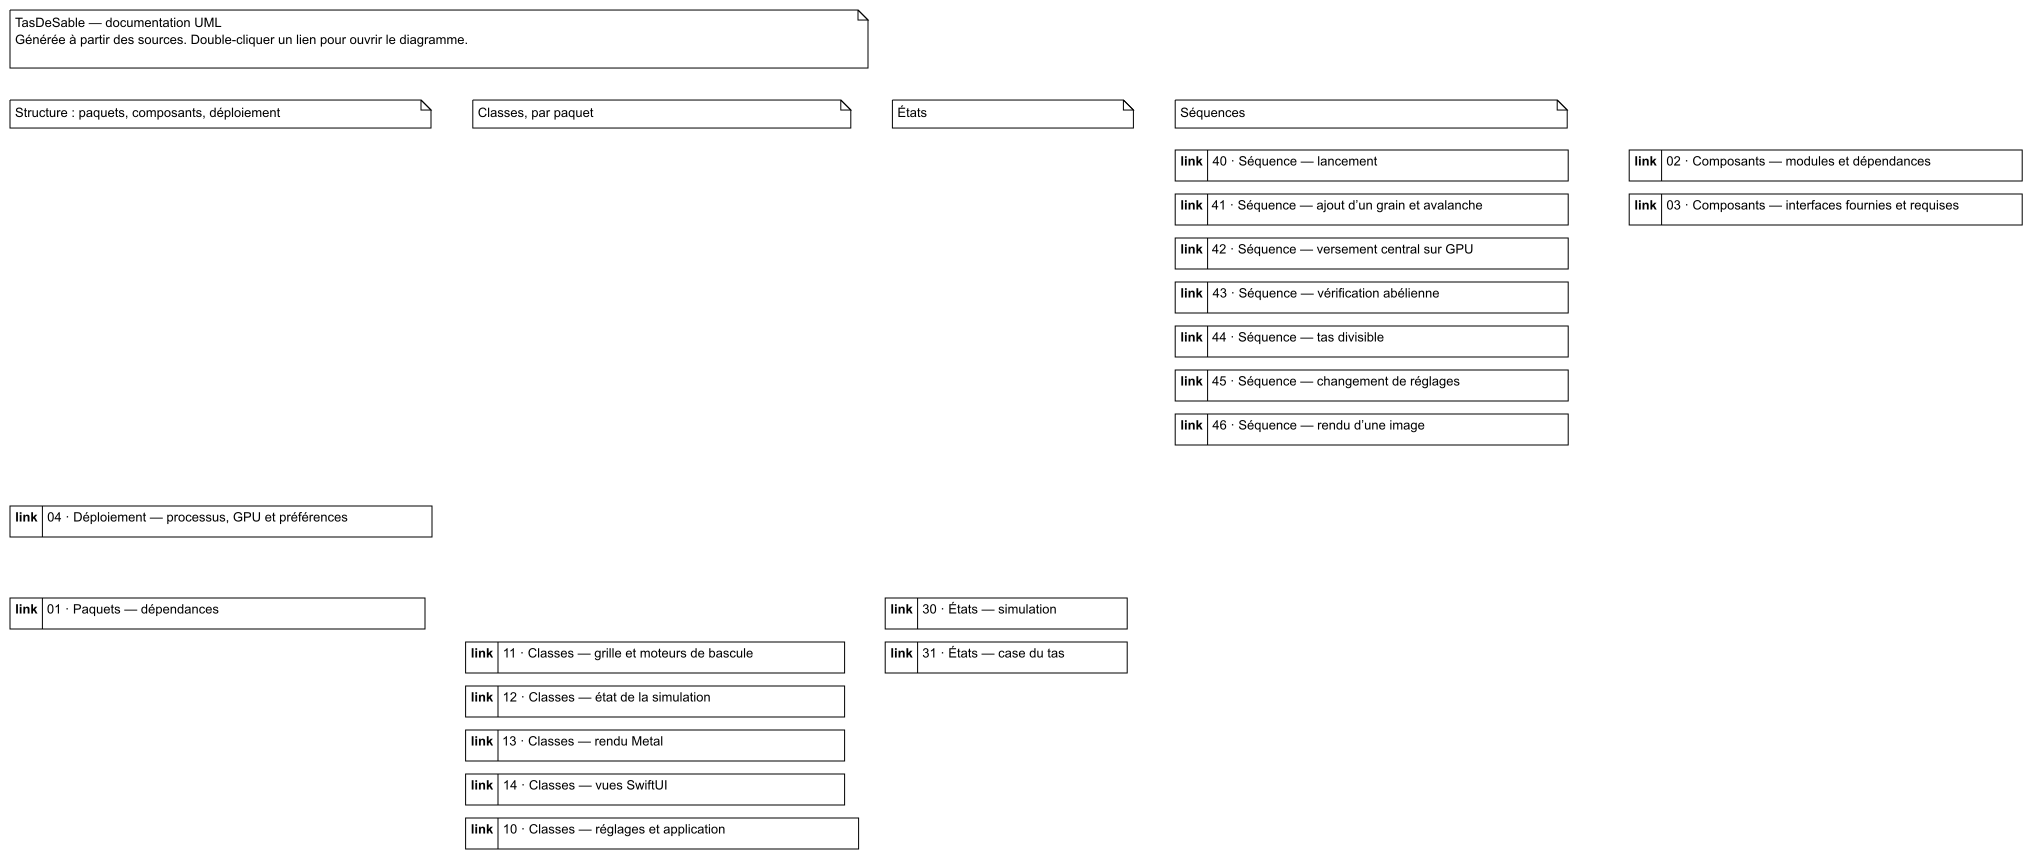 TasDeSable — documentation UML
Générée à partir des sources. Double-cliquer un lien pour ouvrir le diagramme.
Structure : paquets, composants, déploiement
Classes, par paquet
États
Séquences
link 40 · Séquence — lancement
link 02 · Composants — modules et dépendances
link 41 · Séquence — ajout d’un grain et avalanche
link 03 · Composants — interfaces fournies et requises
link 42 · Séquence — versement central sur GPU
link 43 · Séquence — vérification abélienne
link 44 · Séquence — tas divisible
link 45 · Séquence — changement de réglages
link 46 · Séquence — rendu d’une image
link 04 · Déploiement — processus, GPU et préférences
link 01 · Paquets — dépendances
link 30 · États — simulation
link 11 · Classes — grille et moteurs de bascule
link 31 · États — case du tas
link 12 · Classes — état de la simulation
link 13 · Classes — rendu Metal
link 14 · Classes — vues SwiftUI
link 10 · Classes — réglages et application